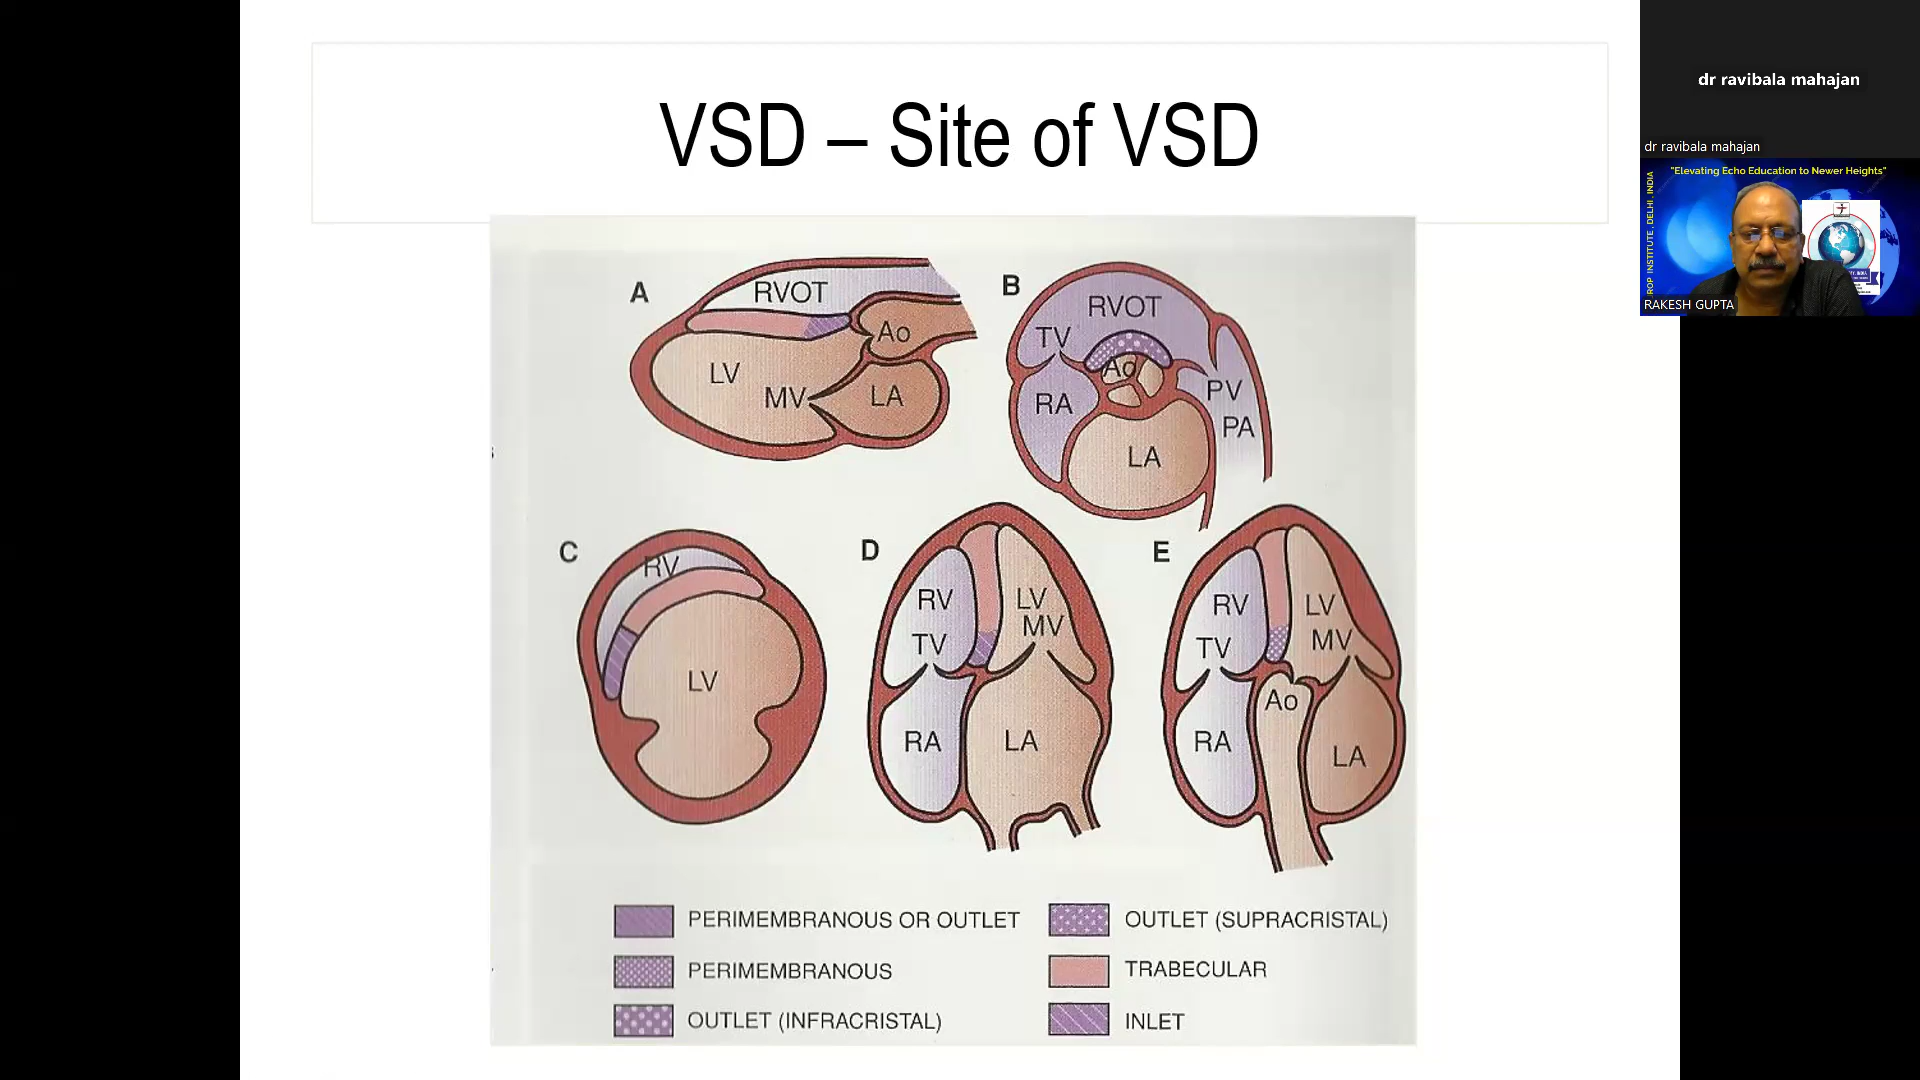 VSD – Site of VSD
A
RVOT
Ao
LV
MV
LA
B
RVOT
TV
Ao
RA
PV
PA
LA
C
RV
LV
D
RV
LV
MV
TV
RA
LA
E
RV
LV
TV
MV
Ao
RA
LA
PERIMEMBRANOUS OR OUTLET
PERIMEMBRANOUS
OUTLET (INFRACRISTAL)
OUTLET (SUPRACRISTAL)
TRABECULAR
INLET
dr ravibala mahajan
dr ravibala mahajan
"Elevating Echo Education to Newer Heights"
ROP INSTITUTE, DELHI, INDIA
RAKESH GUPTA